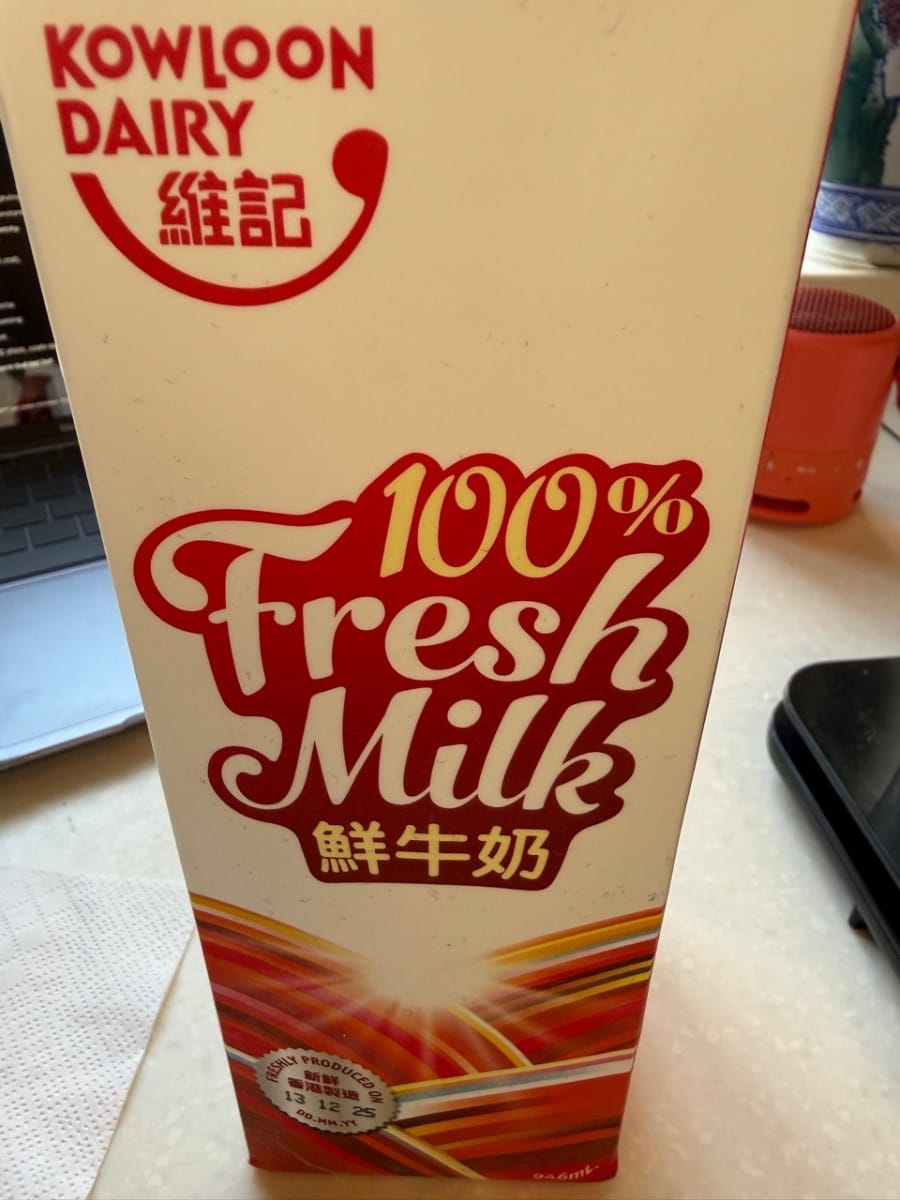 KOWLOON
DAIRY
維記
100%
Fresh
Milk
鮮牛奶
FRESHLY PRODUCED ON
新鮮
香港製造
13 12 25
DD.MM.YY
946mL